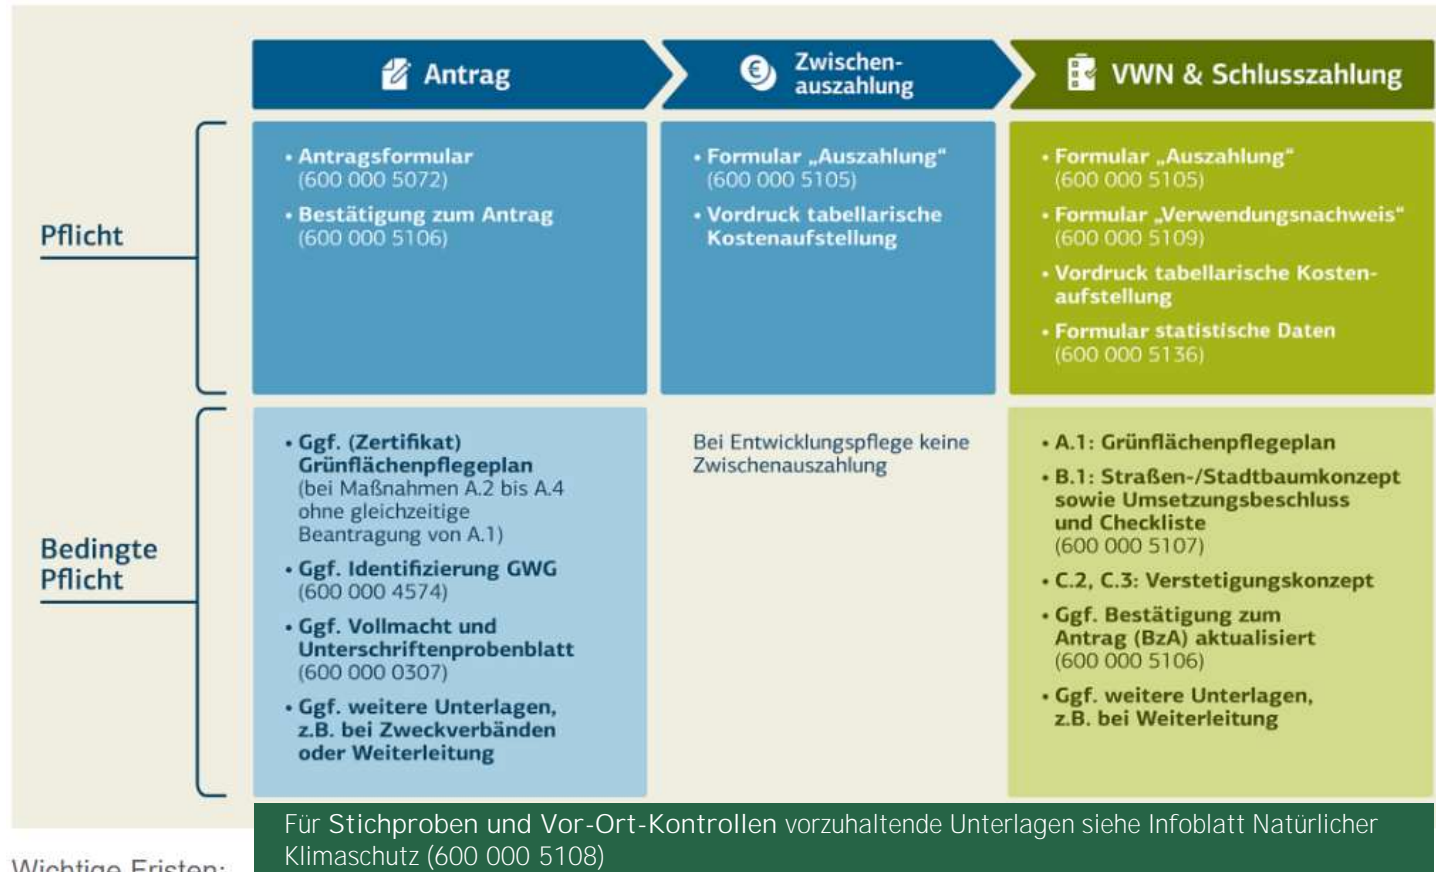 Antrag
Zwischen-
auszahlung
VWN & Schlusszahlung
Pflicht
• Antragsformular
(600 000 5072)
• Bestätigung zum Antrag
(600 000 5106)
• Formular „Auszahlung“
(600 000 5105)
• Vordruck tabellarische
Kostenaufstellung
• Formular „Auszahlung“
(600 000 5105)
• Formular „Verwendungsnachweis“
(600 000 5109)
• Vordruck tabellarische Kosten-
aufstellung
• Formular statistische Daten
(600 000 5136)
Bedingte
Pflicht
• Ggf. (Zertifikat)
Grünflächenpflegeplan
(bei Maßnahmen A.2 bis A.4
ohne gleichzeitige
Beantragung von A.1)
• Ggf. Identifizierung GWG
(600 000 4574)
• Ggf. Vollmacht und
Unterschriftenprobenblatt
(600 000 0307)
• Ggf. weitere Unterlagen,
z.B. bei Zweckverbänden
oder Weiterleitung
Bei Entwicklungspflege keine
Zwischenauszahlung
• A.1: Grünflächenpflegeplan
• B.1: Straßen-/Stadtbaumkonzept
sowie Umsetzungsbeschluss
und Checkliste
(600 000 5107)
• C.2, C.3: Verstetigungskonzept
• Ggf. Bestätigung zum
Antrag (BzA) aktualisiert
(600 000 5106)
• Ggf. weitere Unterlagen,
z.B. bei Weiterleitung
Für Stichproben und Vor-Ort-Kontrollen vorzuhaltende Unterlagen siehe Infoblatt Natürlicher
Klimaschutz (600 000 5108)
Wichtige Fristen: